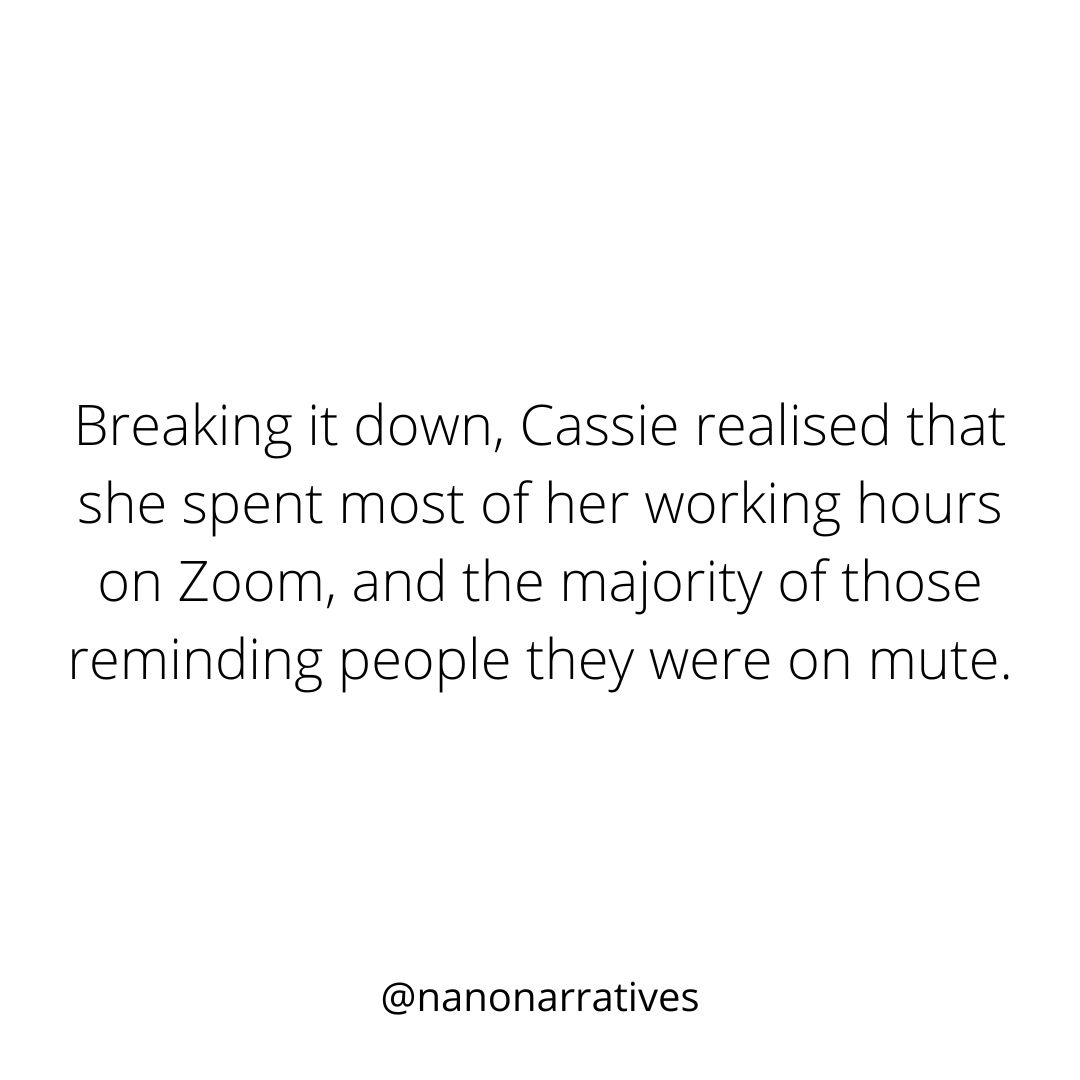 Breaking it down, Cassie realised that
she spent most of her working hours
on Zoom, and the majority of those
reminding people they were on mute.
@nanonarratives